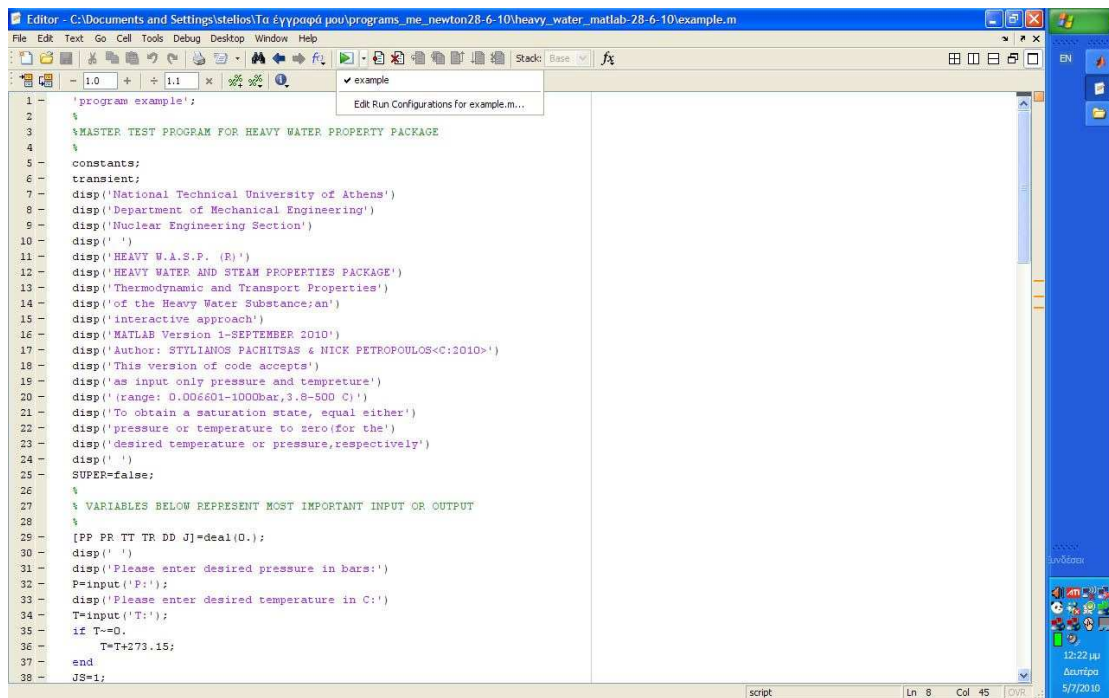 Editor - C:\Documents and Settings\stelios\Τα έγγραφά μου\programs_me_newton28-6-10\heavy_water_matlab-28-6-10\example.m
File Edit Text Go Cell Tools Debug Desktop Window Help
Stack: Base fx
- 1.0 + ÷ 1.1 ×
✔ example
Edit Run Configurations for example.m...
1 - 'program example';
2 %
3 %MASTER TEST PROGRAM FOR HEAVY WATER PROPERTY PACKAGE
4 %
5 - constants;
6 - transient;
7 - disp('National Technical University of Athens')
8 - disp('Department of Mechanical Engineering')
9 - disp('Nuclear Engineering Section')
10 - disp(' ')
11 - disp('HEAVY W.A.S.P. (R)')
12 - disp('HEAVY WATER AND STEAM PROPERTIES PACKAGE')
13 - disp('Thermodynamic and Transport Properties')
14 - disp('of the Heavy Water Substance;an')
15 - disp('interactive approach')
16 - disp('MATLAB Version 1-SEPTEMBER 2010')
17 - disp('Author: STYLIANOS PACHITSAS & NICK PETROPOULOS<C:2010>')
18 - disp('This version of code accepts')
19 - disp('as input only pressure and tempreture')
20 - disp('(range: 0.006601-1000bar,3.8-500 C)')
21 - disp('To obtain a saturation state, equal either')
22 - disp('pressure or temperature to zero(for the')
23 - disp('desired temperature or pressure,respectively')
24 - disp(' ')
25 - SUPER=false;
26 %
27 % VARIABLES BELOW REPRESENT MOST IMPORTANT INPUT OR OUTPUT
28 %
29 - [PP PR TT TR DD J]=deal(0.);
30 - disp(' ')
31 - disp('Please enter desired pressure in bars:')
32 - P=input('P:');
33 - disp('Please enter desired temperature in C:')
34 - T=input('T:');
35 - if T~=0.
36 - T=T+273.15;
37 - end
38 - JS=1;
script Ln 8 Col 45 OVR
EN
Συνδέσεις
ATI
12:22 μμ
Δευτέρα
5/7/2010